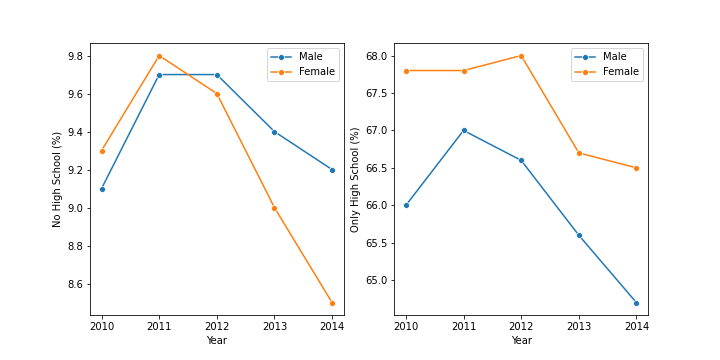 No High School (%)
9.8
9.6
9.4
9.2
9.0
8.8
8.6
Male
Female
2010 2011 2012 2013 2014
Year
Only High School (%)
68.0
67.5
67.0
66.5
66.0
65.5
65.0
Male
Female
2010 2011 2012 2013 2014
Year